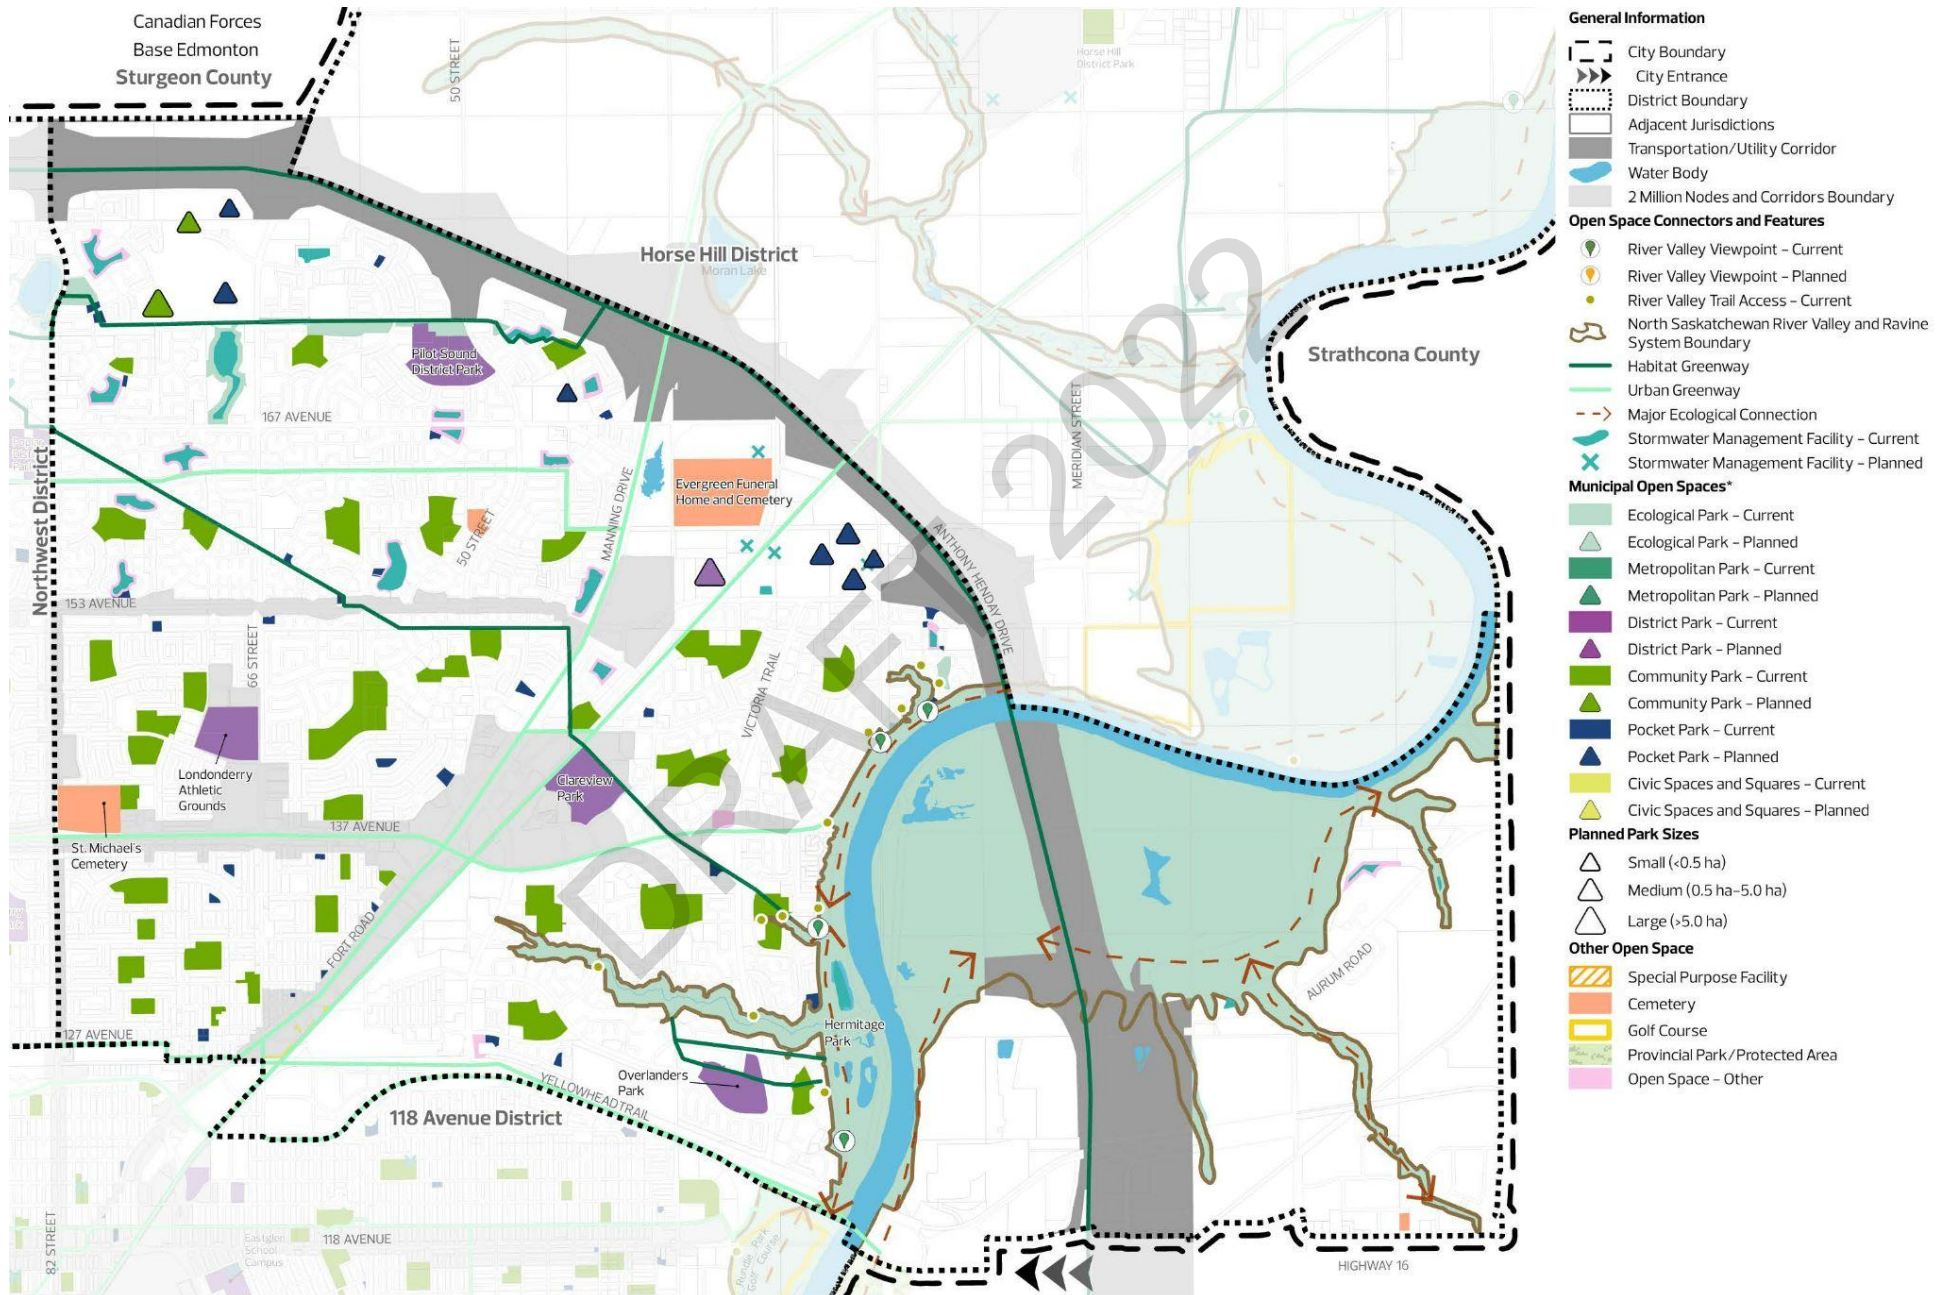 Canadian Forces
Base Edmonton
Sturgeon County
50 STREET
Horse Hill
District Park
Horse Hill District
Moran Lake
Strathcona County
Pilot Sound
District Park
167 AVENUE
MERIDIAN STREET
Northwest District
MANNING DRIVE
Evergreen Funeral
Home and Cemetery
50 STREET
ANTHONY HENDAY DRIVE
153 AVENUE
66 STREET
VICTORIA TRAIL
Londonderry
Athletic
Grounds
Clareview
Park
137 AVENUE
St. Michael's
Cemetery
FORT ROAD
AURUM ROAD
127 AVENUE
Hermitage
Park
Overlanders
Park
YELLOWHEAD TRAIL
118 Avenue District
82 STREET
Eastglen
School
Campus
118 AVENUE
Rundle Park
Golf Course
HIGHWAY 16
DRAFT 2022
General Information
City Boundary
City Entrance
District Boundary
Adjacent Jurisdictions
Transportation/Utility Corridor
Water Body
2 Million Nodes and Corridors Boundary
Open Space Connectors and Features
River Valley Viewpoint – Current
River Valley Viewpoint – Planned
River Valley Trail Access – Current
North Saskatchewan River Valley and Ravine
System Boundary
Habitat Greenway
Urban Greenway
Major Ecological Connection
Stormwater Management Facility – Current
Stormwater Management Facility – Planned
Municipal Open Spaces*
Ecological Park – Current
Ecological Park – Planned
Metropolitan Park – Current
Metropolitan Park – Planned
District Park – Current
District Park – Planned
Community Park – Current
Community Park – Planned
Pocket Park – Current
Pocket Park – Planned
Civic Spaces and Squares – Current
Civic Spaces and Squares – Planned
Planned Park Sizes
Small (<0.5 ha)
Medium (0.5 ha–5.0 ha)
Large (>5.0 ha)
Other Open Space
Special Purpose Facility
Cemetery
Golf Course
Provincial Park/Protected Area
Open Space – Other